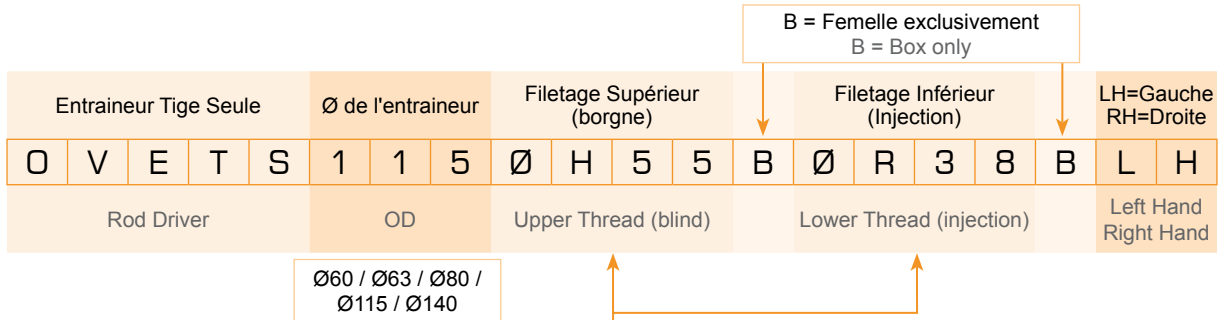 B = Femelle exclusivement
B = Box only
Entraineur Tige Seule
Ø de l'entraineur
Filetage Supérieur
(borgne)
Filetage Inférieur
(Injection)
LH=Gauche
RH=Droite
O V E T S 1 1 5 Ø H 5 5 B Ø R 3 8 B L H
Rod Driver
OD
Upper Thread (blind)
Lower Thread (injection)
Left Hand
Right Hand
Ø60 / Ø63 / Ø80 /
Ø115 / Ø140